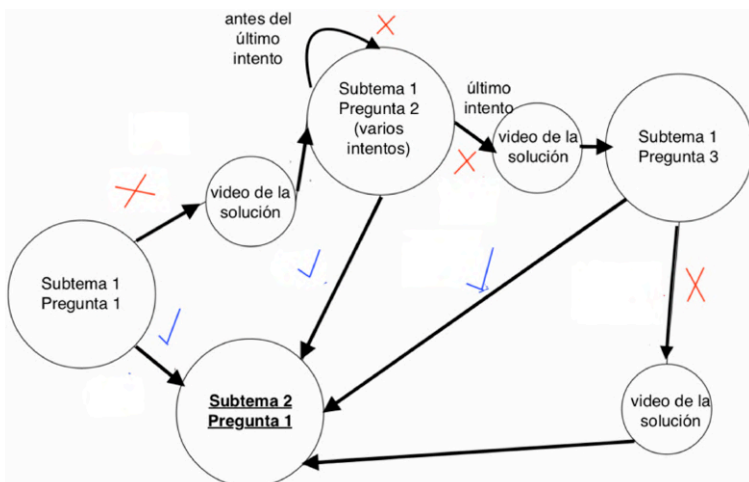 antes del
último
intento
Subtema 1
Pregunta 2
(varios
intentos)
último
intento
video de la
solución
Subtema 1
Pregunta 3
video de la
solución
Subtema 1
Pregunta 1
Subtema 2
Pregunta 1
video de la
solución